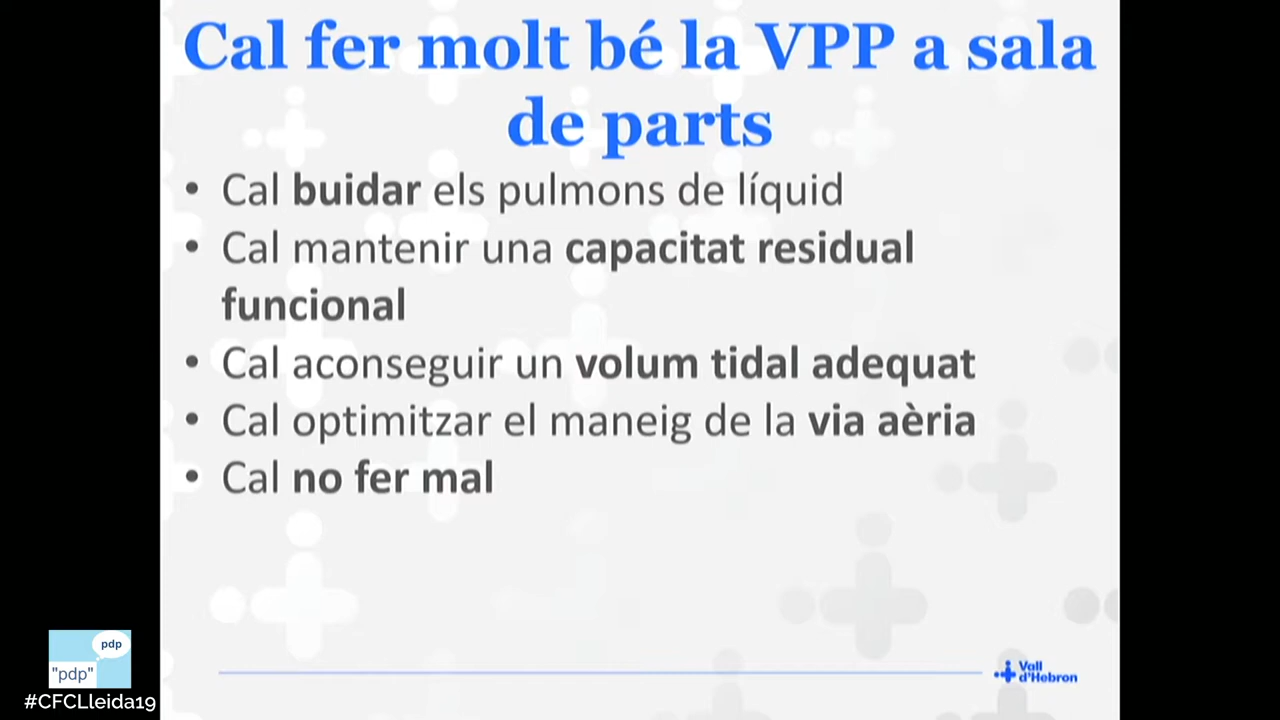 Cal fer molt bé la VPP a sala
de parts
• Cal buidar els pulmons de líquid
• Cal mantenir una capacitat residual
funcional
• Cal aconseguir un volum tidal adequat
• Cal optimitzar el maneig de la via aèria
• Cal no fer mal
pdp
"pdp"
#CFCLleida19
Vall
d'Hebron